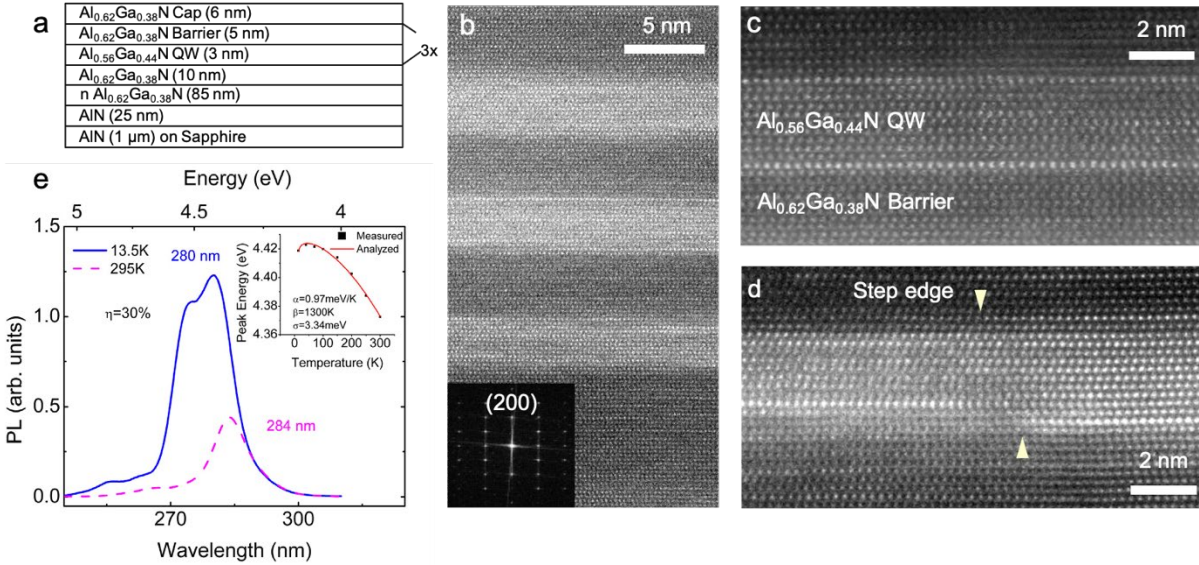 a
Al0.62Ga0.38N Cap (6 nm)
Al0.62Ga0.38N Barrier (5 nm)
Al0.56Ga0.44N QW (3 nm)
3x
Al0.62Ga0.38N (10 nm)
n Al0.62Ga0.38N (85 nm)
AlN (25 nm)
AlN (1 µm) on Sapphire
b
5 nm
(200)
c
2 nm
Al0.56Ga0.44N QW
Al0.62Ga0.38N Barrier
d
Step edge
2 nm
e
Energy (eV)
5 4.5 4
1.5
1.0
0.5
0.0
PL (arb. units)
13.5K
295K
280 nm
η=30%
284 nm
Measured
Analyzed
4.42
4.40
4.38
4.36
Peak Energy (eV)
α=0.97meV/K
β=1300K
σ=3.34meV
0 50 100 150 200 250 300
Temperature (K)
270 300
Wavelength (nm)